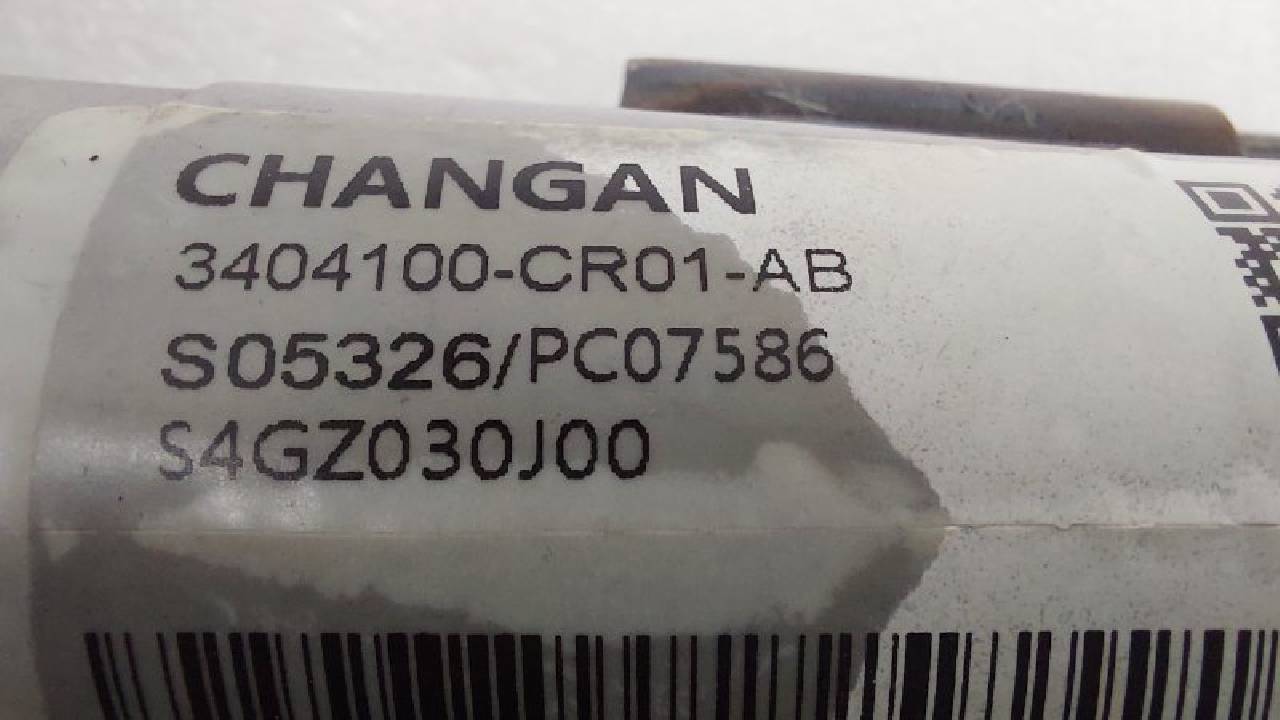 CHANGAN
3404100-CR01-AB
S05326/PC07586
S4GZ030J00